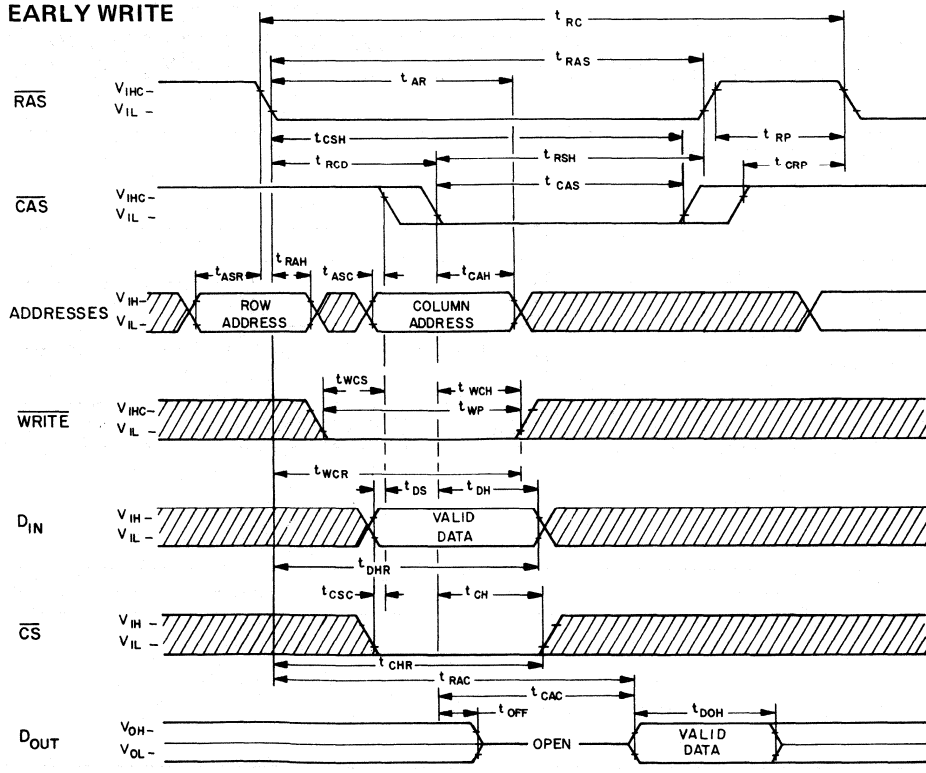 EARLY WRITE
t RC
t RAS
t AR
RAS
V IHC –
V IL –
t CSH
t RP
t RCD
t RSH
t CRP
t CAS
CAS
V IHC –
V IL –
t ASR
t RAH
t ASC
t CAH
ADDRESSES
V IH –
V IL –
ROW ADDRESS
COLUMN ADDRESS
t WCS
t WCH
t WP
WRITE
V IHC –
V IL –
t WCR
t DS
t DH
D IN
V IH –
V IL –
VALID DATA
t DHR
t CSC
t CH
CS
V IH –
V IL –
t CHR
t RAC
t CAC
t OFF
t DOH
D OUT
V OH –
V OL –
OPEN
VALID DATA